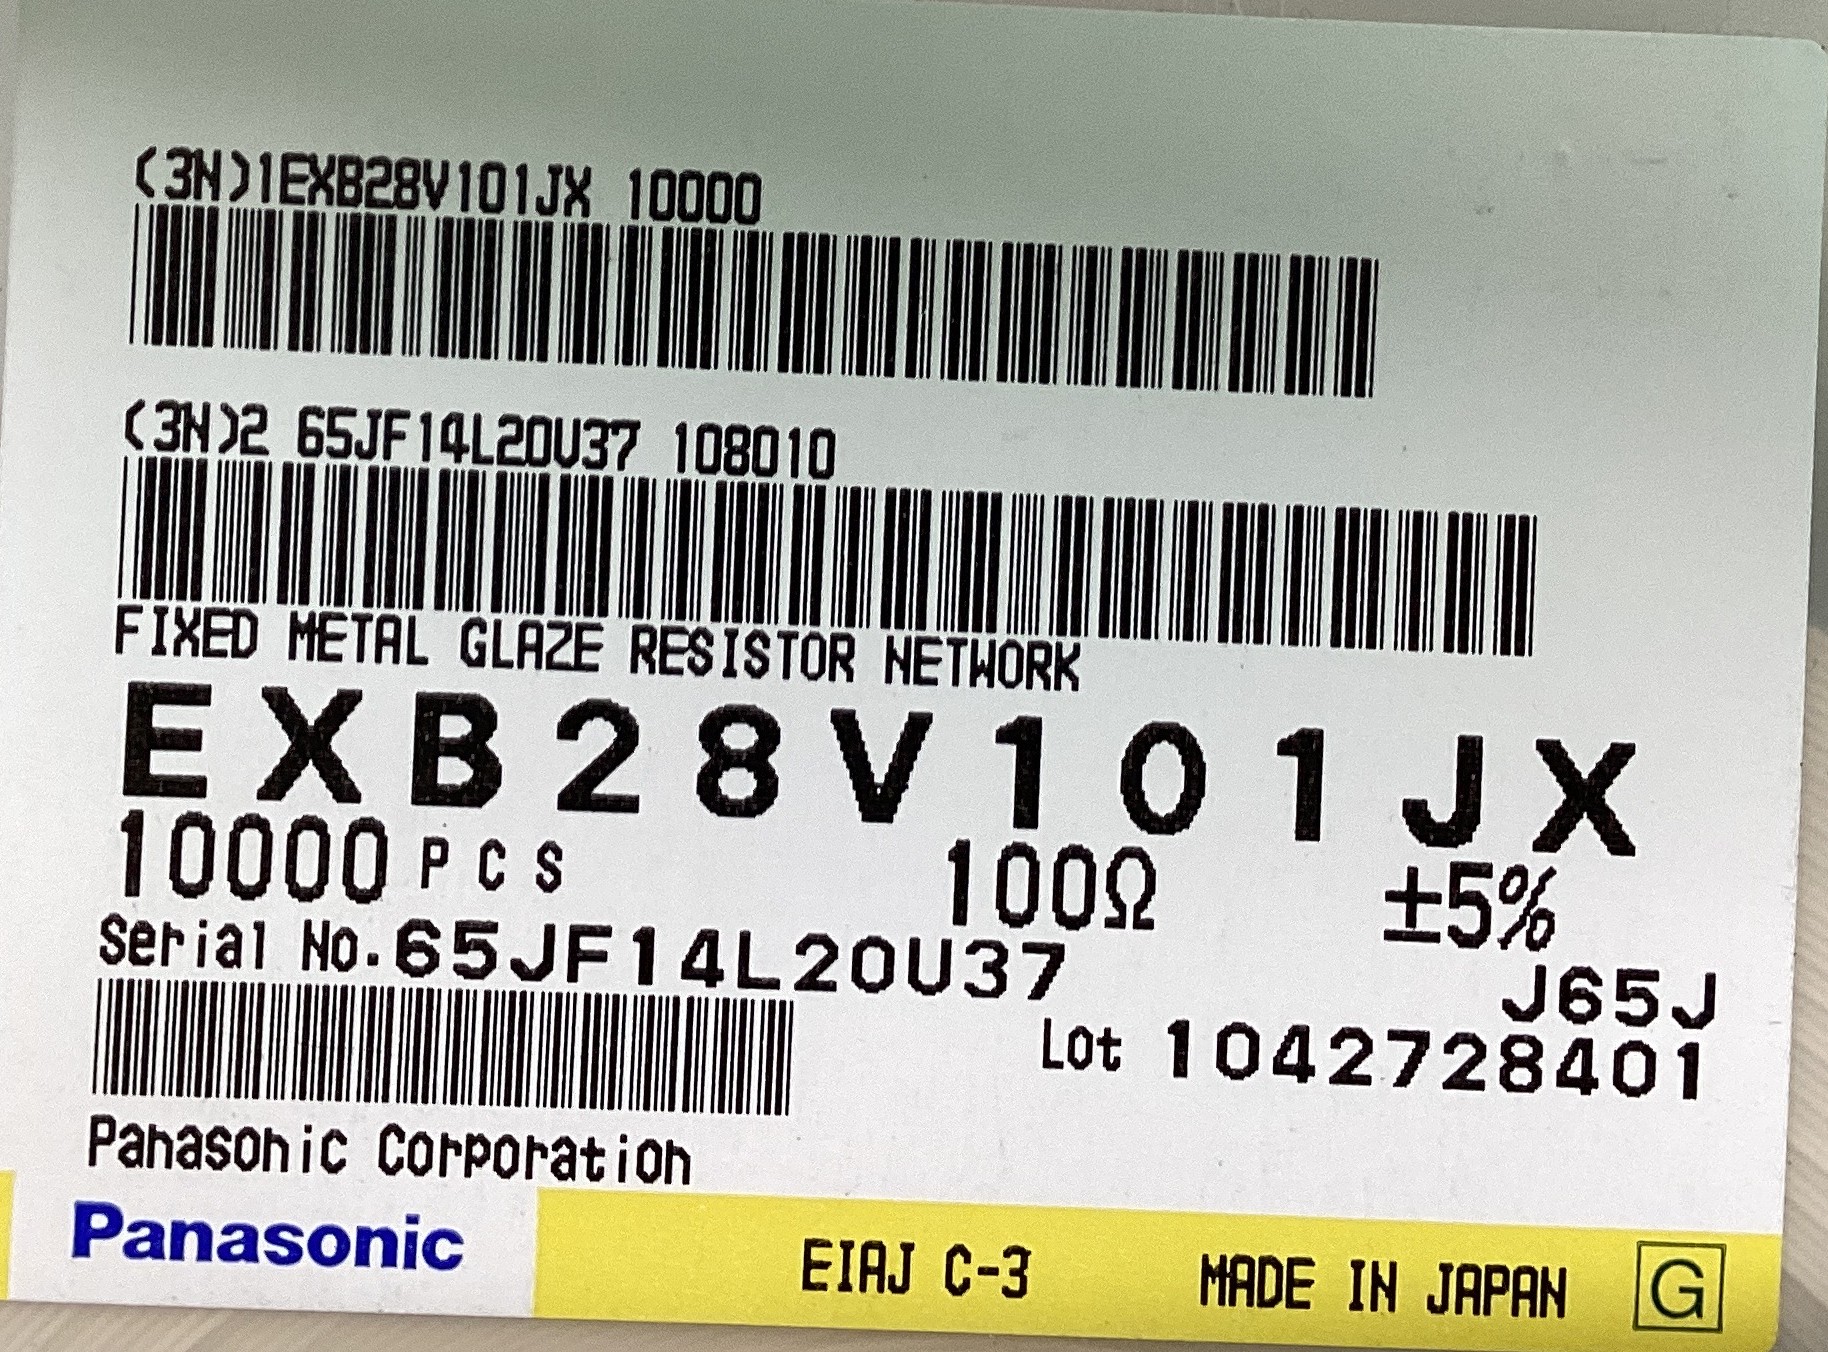 (3N)1EXB28V101JX 10000
(3N)2 65JF14L20U37 108010
FIXED METAL GLAZE RESISTOR NETWORK
EXB28V101JX
10000 PCS 100Ω ±5%
Serial No.65JF14L20U37
J65J
Lot 1042728401
Panasonic Corporation
Panasonic EIAJ C-3 MADE IN JAPAN G